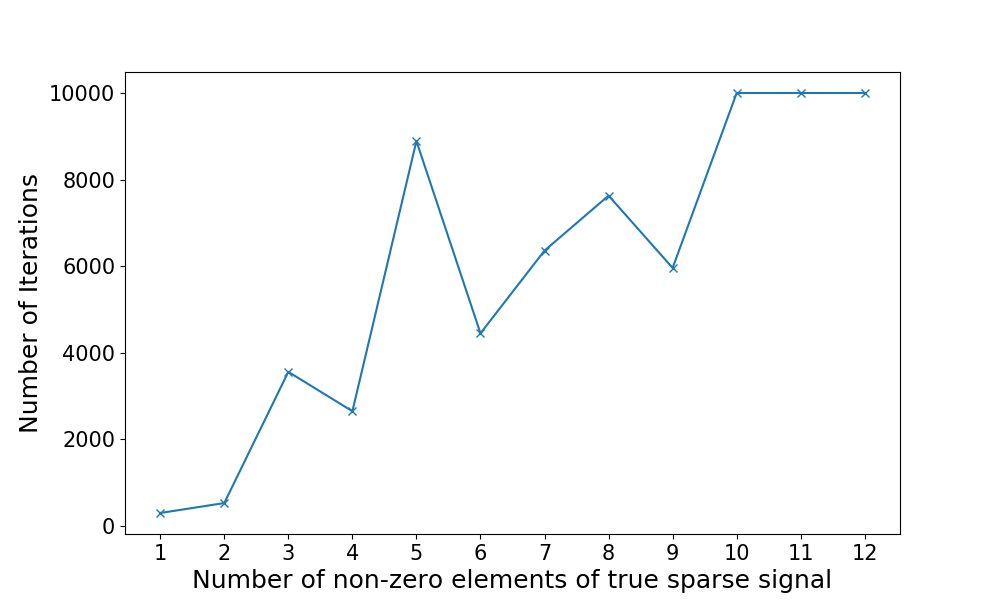 10000
8000
6000
4000
2000
0
Number of Iterations
1 2 3 4 5 6 7 8 9 10 11 12
Number of non-zero elements of true sparse signal